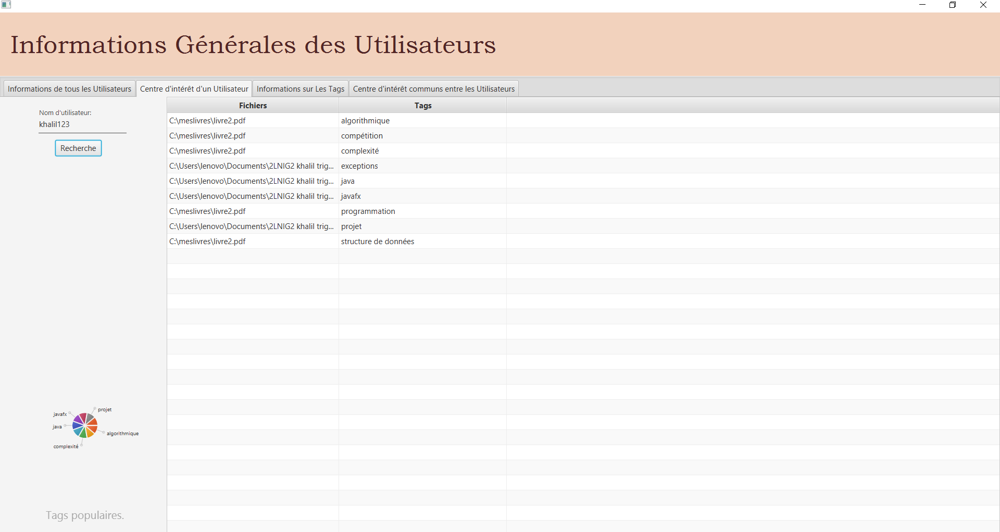 Informations Générales des Utilisateurs
Informations de tous les Utilisateurs Centre d'intérêt d'un Utilisateur Informations sur Les Tags Centre d'intérêt communs entre les Utilisateurs
Nom d'utilisateur:
khalil123
Recherche
Fichiers Tags
C:\meslivres\livre2.pdf algorithmique
C:\meslivres\livre2.pdf compétition
C:\meslivres\livre2.pdf complexité
C:\Users\lenovo\Documents\2LNIG2 khalil trig... exceptions
C:\Users\lenovo\Documents\2LNIG2 khalil trig... java
C:\Users\lenovo\Documents\2LNIG2 khalil trig... javafx
C:\meslivres\livre2.pdf programmation
C:\Users\lenovo\Documents\2LNIG2 khalil trig... projet
C:\meslivres\livre2.pdf structure de données
projet
javafx
java
algorithmique
complexité
Tags populaires.